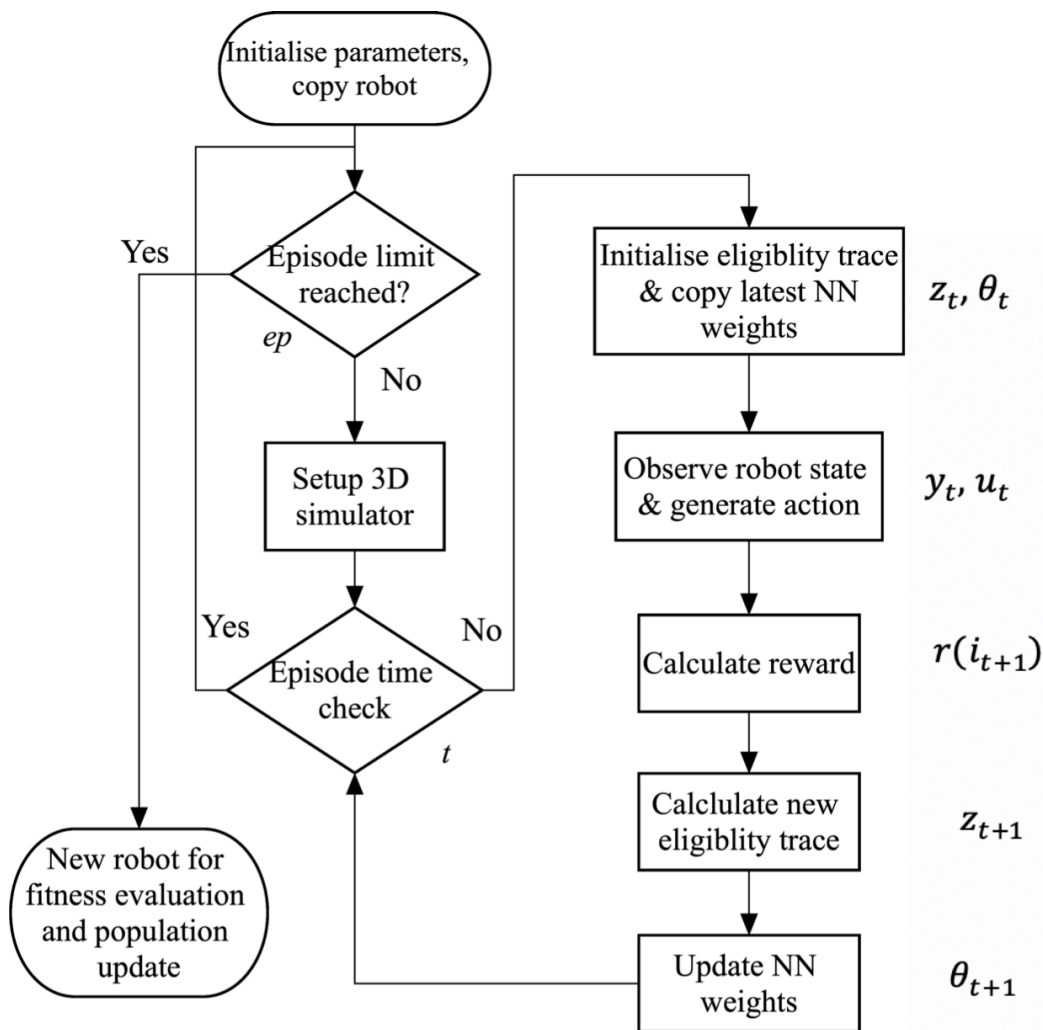 Initialise parameters,
copy robot
Episode limit
reached?
ep
Yes
No
Setup 3D
simulator
Episode time
check
t
Yes
No
New robot for
fitness evaluation
and population
update
Initialise eligiblity trace
& copy latest NN
weights
z_t, θ_t
Observe robot state
& generate action
y_t, u_t
Calculate reward
r(i_{t+1})
Calclulate new
eligiblity trace
z_{t+1}
Update NN
weights
θ_{t+1}